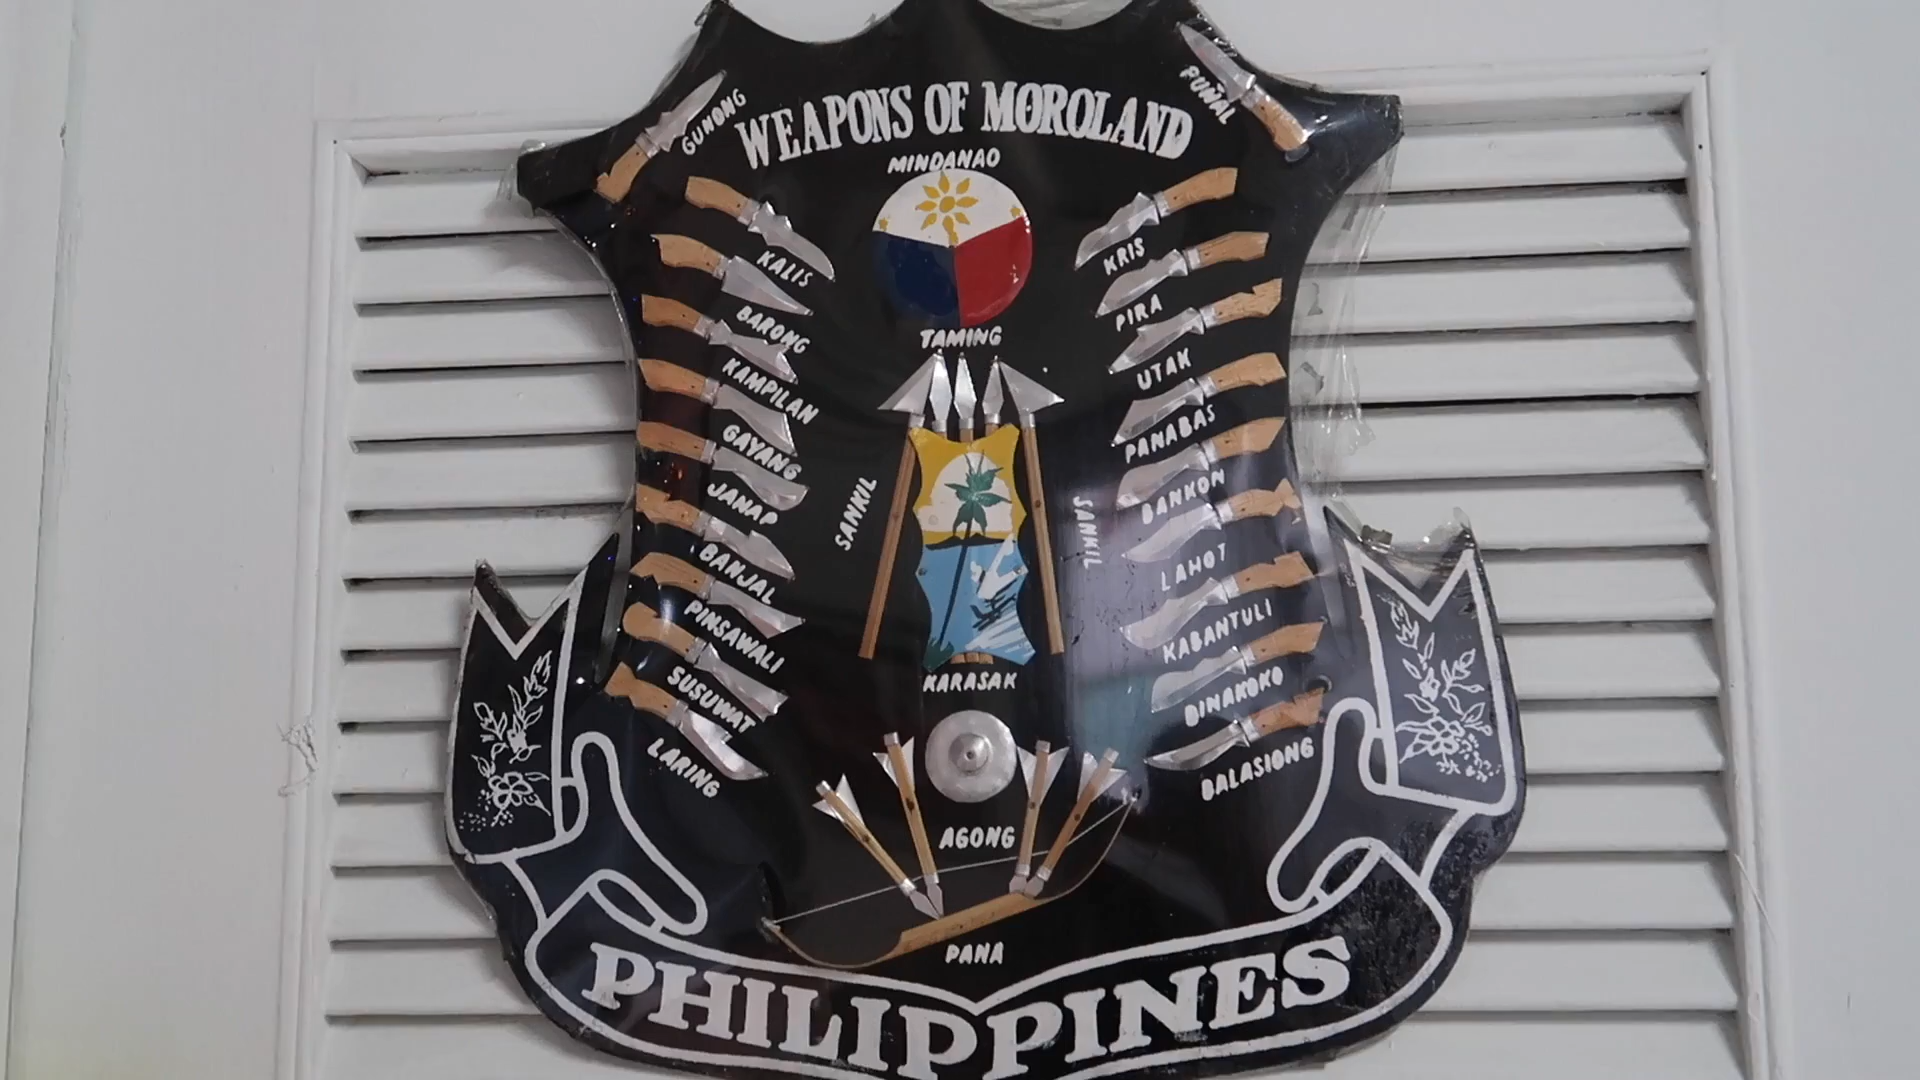 GUNONG
PUÑAL
WEAPONS OF MOROLAND
MINDANAO
KALIS
KRIS
BARONG
PIRA
TAMING
KAMPILAN
UTAK
GAYANG
PANABAS
JANAP
BANKON
SANKIL
SANKIL
BANJAL
LAHOT
PINSAWALI
KABANTULI
SUSUWAT
KARASAK
BINAKOKO
LARING
BALASIONG
AGONG
PANA
PHILIPPINES